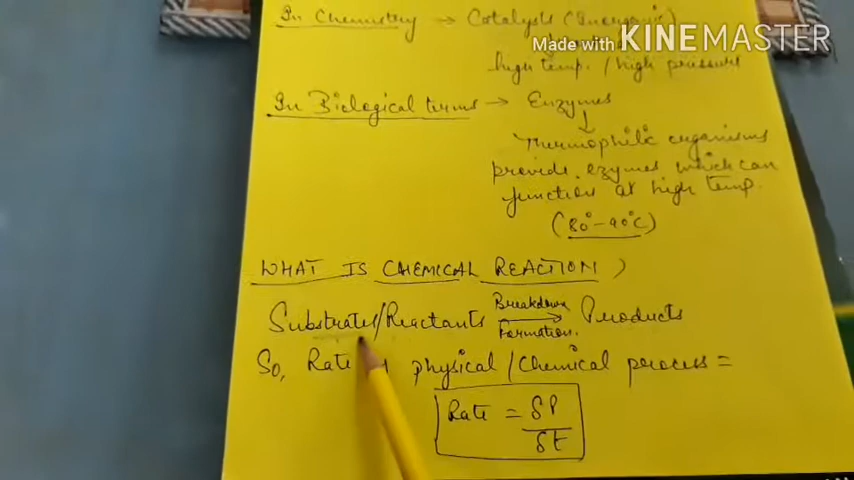 In Chemistry → Catalysts (Inorganic)
Made with KINEMASTER
high temp. / high pressure
In Biological terms → Enzymes
↓
Thermophilic organisms
provide ezymes which can
function at high temp.
(80°-90°C)
WHAT IS CHEMICAL REACTION ?
Breakdown
Substrates/Reactants → Products
Formation.
So, Rate physical / Chemical process =
Rate = δP
δt